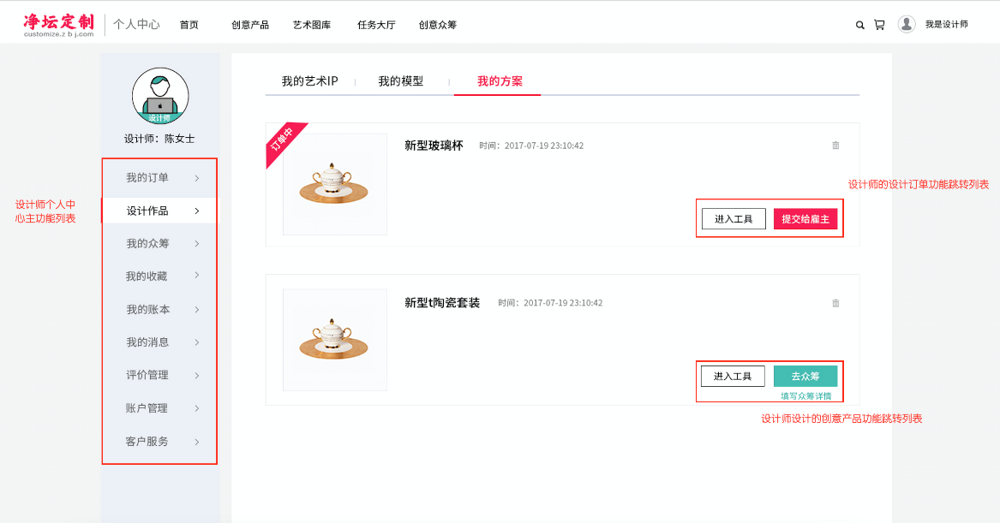 净坛定制
customize.z b j.com
个人中心
首页
创意产品
艺术图库
任务大厅
创意众筹
我是设计师
设计师
设计师：陈女士
我的订单
设计作品
我的众筹
我的收藏
我的账本
我的消息
评价管理
账户管理
客户服务
设计师个人中
心主功能列表
我的艺术IP
我的模型
我的方案
订单中
新型玻璃杯
时间：2017-07-19 23:10:42
进入工具
提交给雇主
设计师的设计订单功能跳转列表
新型t陶瓷套装
时间：2017-07-19 23:10:42
进入工具
去众筹
填写众筹详情
设计师设计的创意产品功能跳转列表